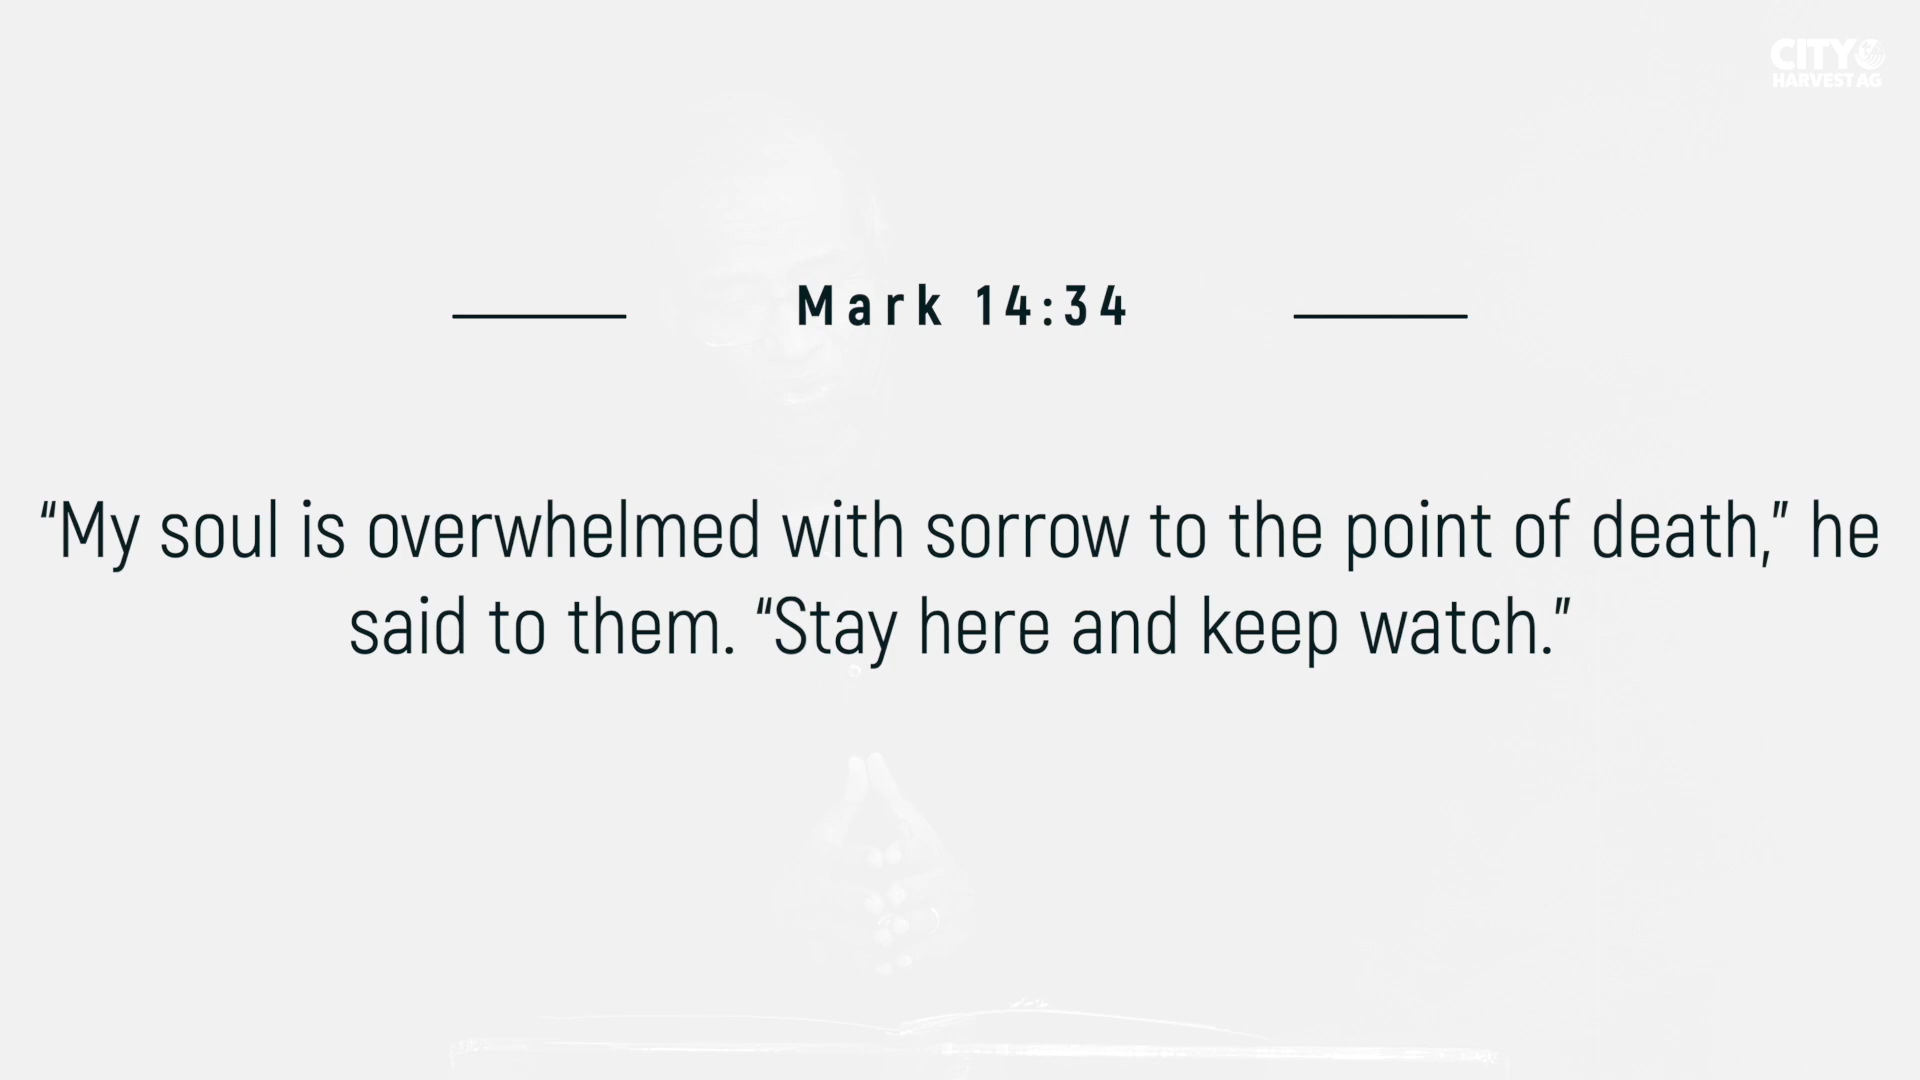 CITY
HARVEST AG
Mark 14:34
“My soul is overwhelmed with sorrow to the point of death,” he
said to them. “Stay here and keep watch.”